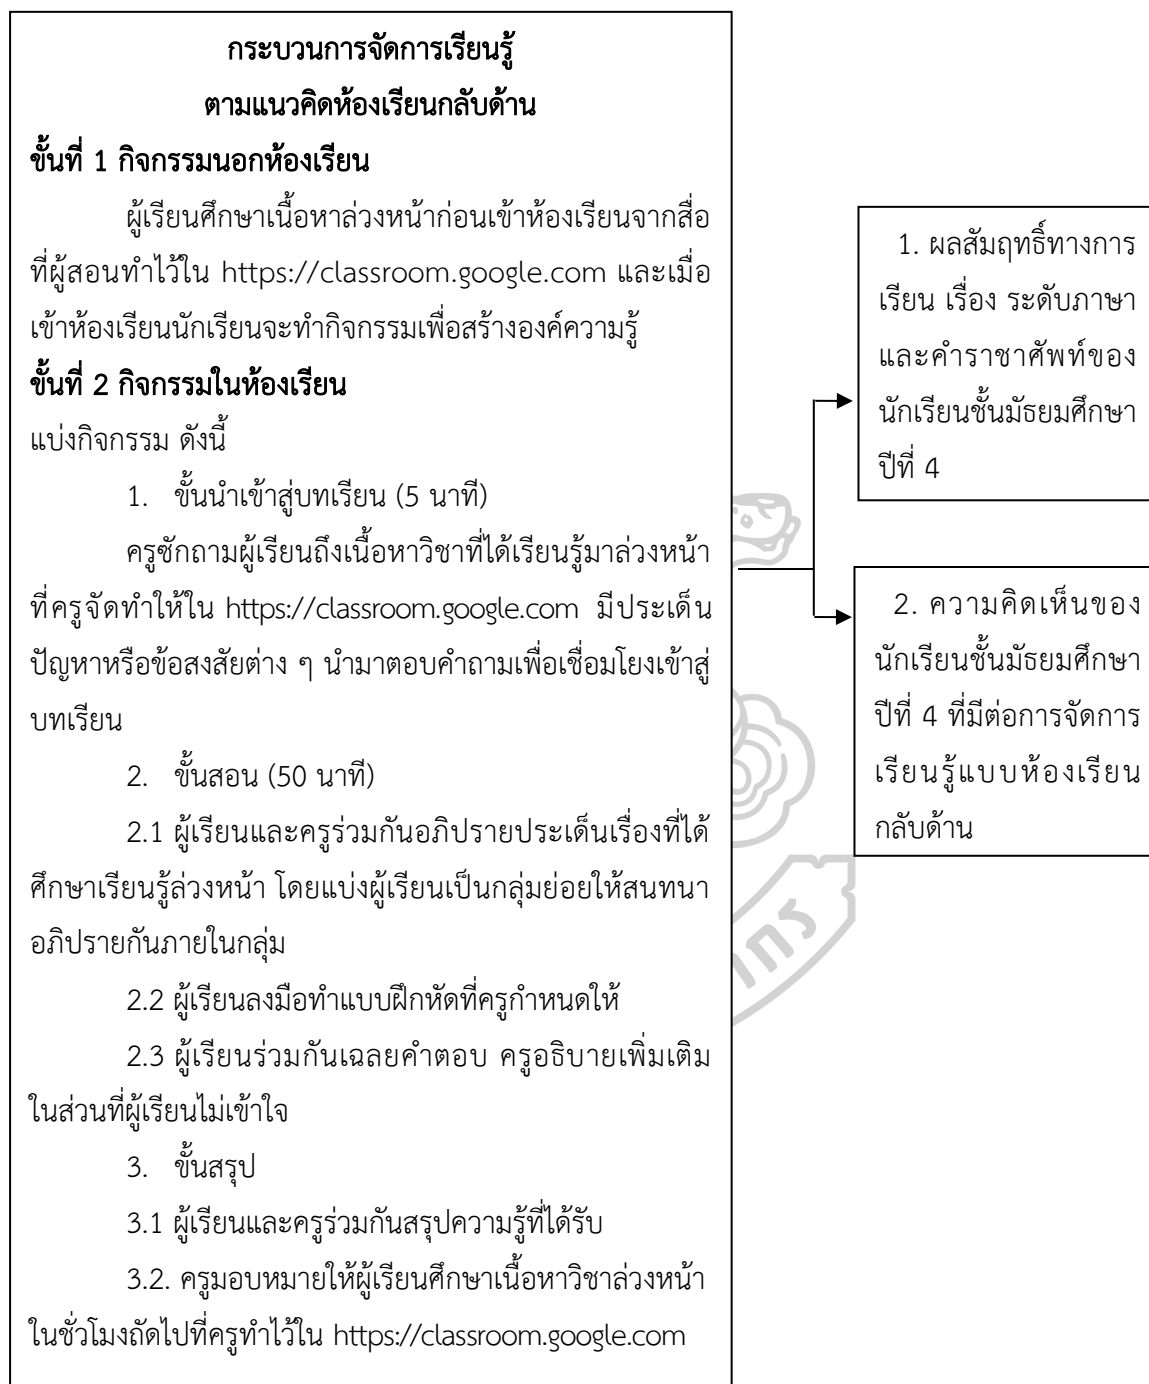 กระบวนการจัดการเรียนรู้
ตามแนวคิดห้องเรียนกลับด้าน
ขั้นที่ 1 กิจกรรมนอกห้องเรียน
ผู้เรียนศึกษาเนื้อหาล่วงหน้าก่อนเข้าห้องเรียนจากสื่อ
ที่ผู้สอนทำไว้ใน https://classroom.google.com และเมื่อ
เข้าห้องเรียนนักเรียนจะทำกิจกรรมเพื่อสร้างองค์ความรู้
ขั้นที่ 2 กิจกรรมในห้องเรียน
แบ่งกิจกรรม ดังนี้
1. ขั้นนำเข้าสู่บทเรียน (5 นาที)
ครูซักถามผู้เรียนถึงเนื้อหาวิชาที่ได้เรียนรู้มาล่วงหน้า
ที่ครูจัดทำให้ใน https://classroom.google.com มีประเด็น
ปัญหาหรือข้อสงสัยต่าง ๆ นำมาตอบคำถามเพื่อเชื่อมโยงเข้าสู่
บทเรียน
2. ขั้นสอน (50 นาที)
2.1 ผู้เรียนและครูร่วมกันอภิปรายประเด็นเรื่องที่ได้
ศึกษาเรียนรู้ล่วงหน้า โดยแบ่งผู้เรียนเป็นกลุ่มย่อยให้สนทนา
อภิปรายกันภายในกลุ่ม
2.2 ผู้เรียนลงมือทำแบบฝึกหัดที่ครูกำหนดให้
2.3 ผู้เรียนร่วมกันเฉลยคำตอบ ครูอธิบายเพิ่มเติม
ในส่วนที่ผู้เรียนไม่เข้าใจ
3. ขั้นสรุป
3.1 ผู้เรียนและครูร่วมกันสรุปความรู้ที่ได้รับ
3.2. ครูมอบหมายให้ผู้เรียนศึกษาเนื้อหาวิชาล่วงหน้า
ในชั่วโมงถัดไปที่ครูทำไว้ใน https://classroom.google.com
1. ผลสัมฤทธิ์ทางการ
เรียน เรื่อง ระดับภาษา
และคำราชาศัพท์ของ
นักเรียนชั้นมัธยมศึกษา
ปีที่ 4
2. ความคิดเห็นของ
นักเรียนชั้นมัธยมศึกษา
ปีที่ 4 ที่มีต่อการจัดการ
เรียนรู้แบบห้องเรียน
กลับด้าน